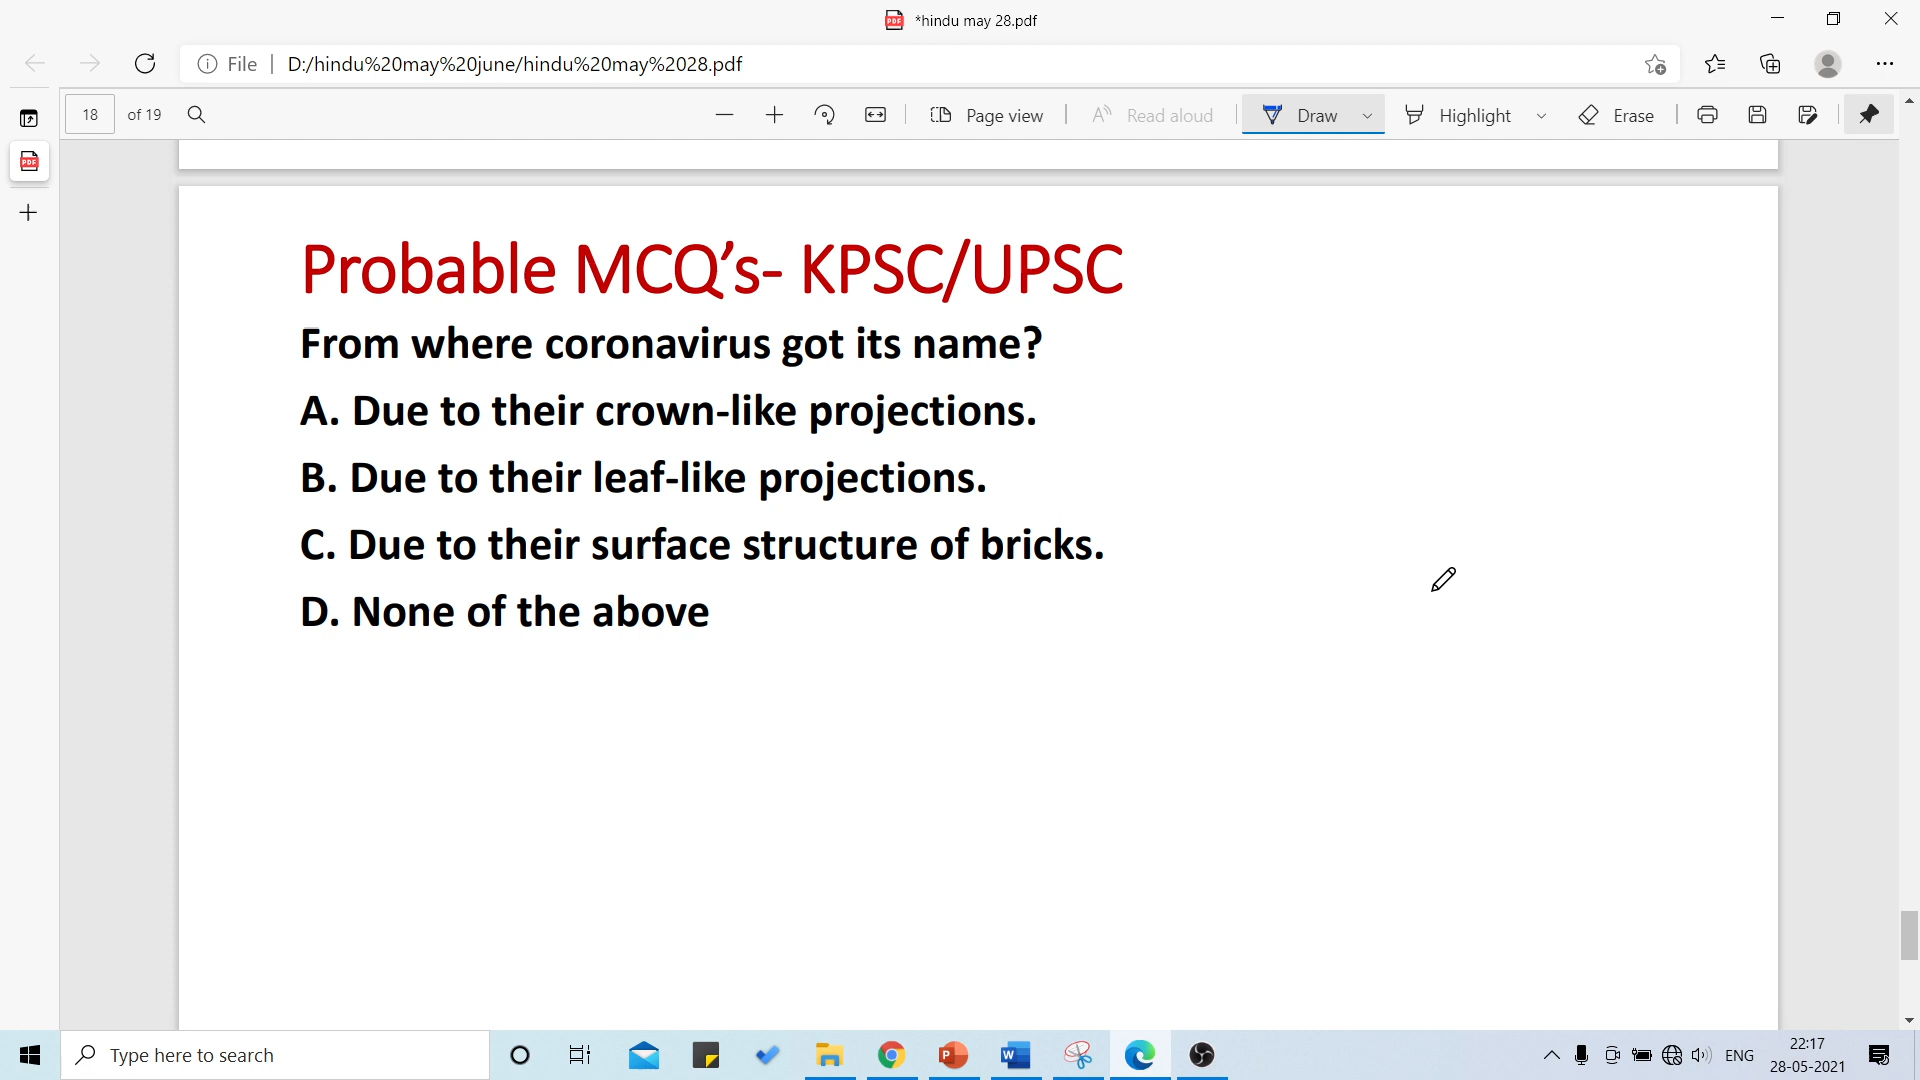 *hindu may 28.pdf
File
D:/hindu%20may%20june/hindu%20may%2028.pdf
18 of 19
Page view
Read aloud
Draw
Highlight
Erase
Probable MCQ’s- KPSC/UPSC
From where coronavirus got its name?
A. Due to their crown-like projections.
B. Due to their leaf-like projections.
C. Due to their surface structure of bricks.
D. None of the above
Type here to search
ENG
22:17
28-05-2021